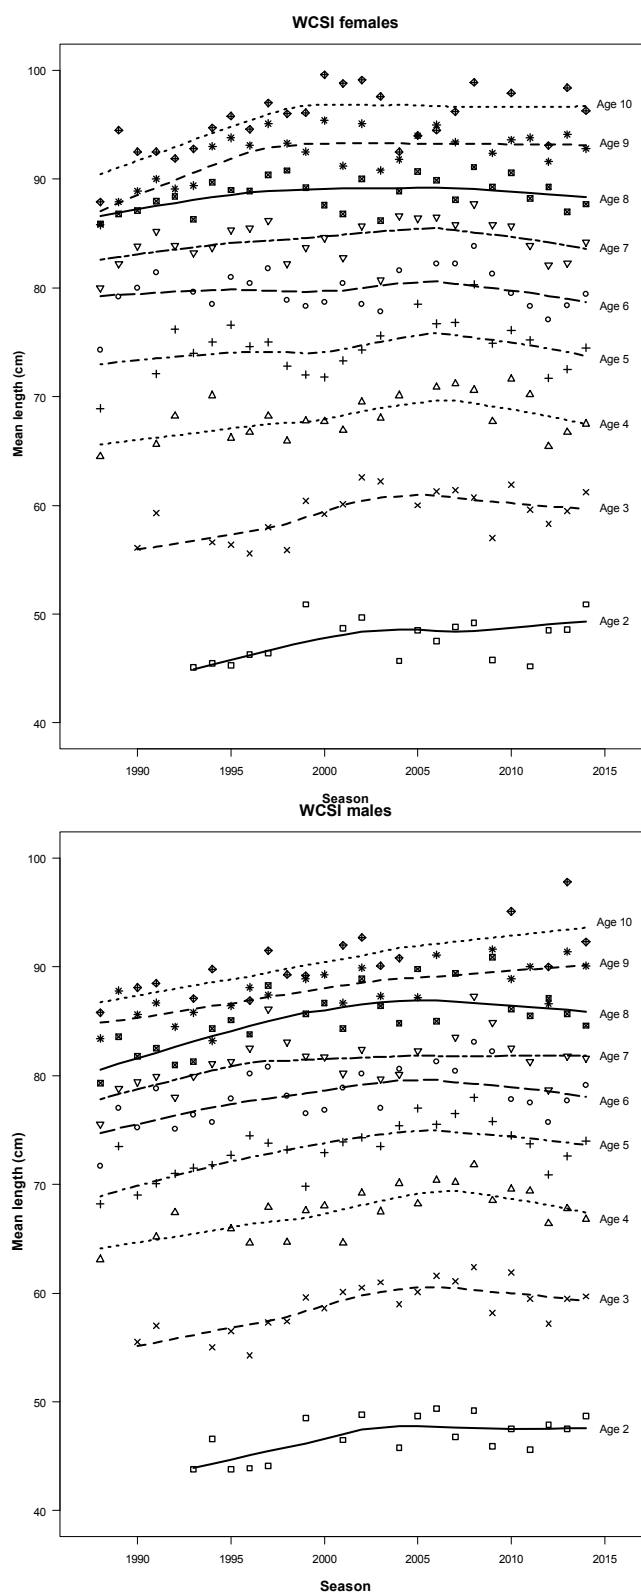 WCSI females
100
90
80
70
60
50
40
Mean length (cm)
Age 10
Age 9
Age 8
Age 7
Age 6
Age 5
Age 4
Age 3
Age 2
1990 1995 2000 2005 2010 2015
Season
WCSI males
100
90
80
70
60
50
40
Mean length (cm)
Age 10
Age 9
Age 8
Age 7
Age 6
Age 5
Age 4
Age 3
Age 2
1990 1995 2000 2005 2010 2015
Season